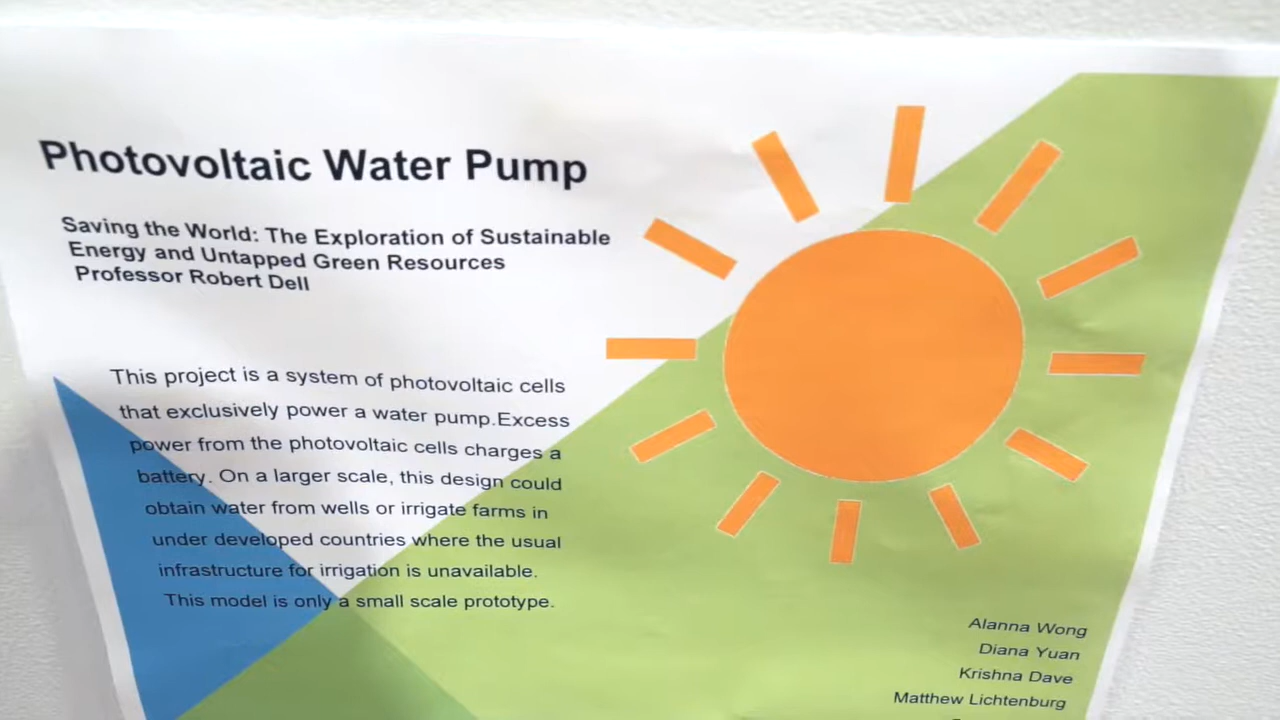 Photovoltaic Water Pump
Saving the World: The Exploration of Sustainable
Energy and Untapped Green Resources
Professor Robert Dell
This project is a system of photovoltaic cells
that exclusively power a water pump.Excess
power from the photovoltaic cells charges a
battery. On a larger scale, this design could
obtain water from wells or irrigate farms in
under developed countries where the usual
infrastructure for irrigation is unavailable.
This model is only a small scale prototype.
Alanna Wong
Diana Yuan
Krishna Dave
Matthew Lichtenburg